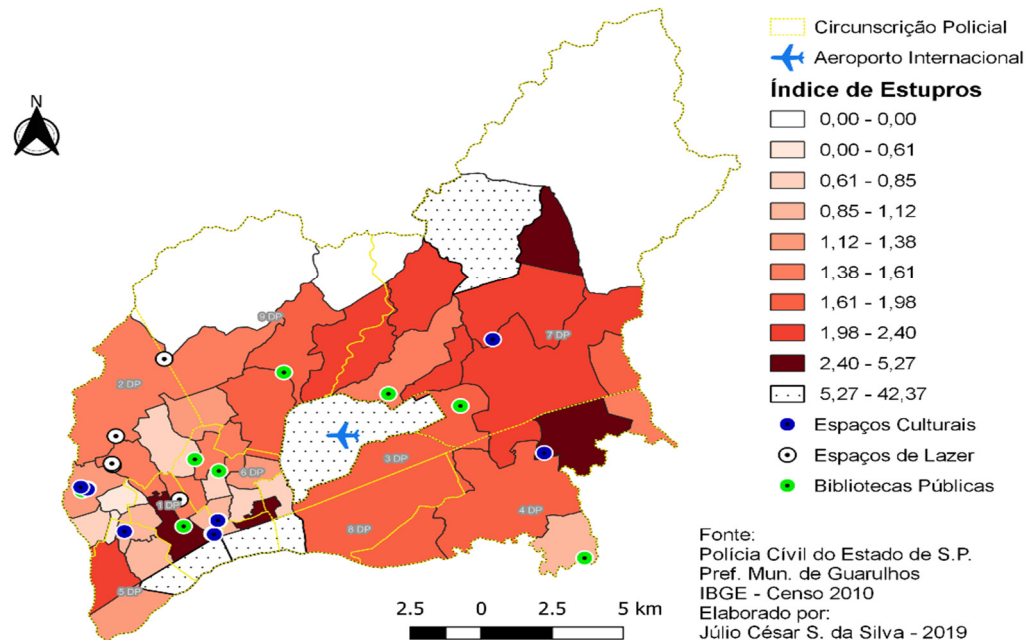 Circunscrição Policial
Aeroporto Internacional
N
Índice de Estupros
0,00 - 0,00
0,00 - 0,61
0,61 - 0,85
0,85 - 1,12
1,12 - 1,38
1,38 - 1,61
1,61 - 1,98
1,98 - 2,40
2,40 - 5,27
5,27 - 42,37
Espaços Culturais
Espaços de Lazer
Bibliotecas Públicas
9 DP
7 DP
2 DP
3 DP
6 DP
1 DP
4 DP
8 DP
5 DP
Fonte:
Polícia Cívil do Estado de S.P.
Pref. Mun. de Guarulhos
IBGE - Censo 2010
Elaborado por:
Júlio César S. da Silva - 2019
2.5 0 2.5 5 km